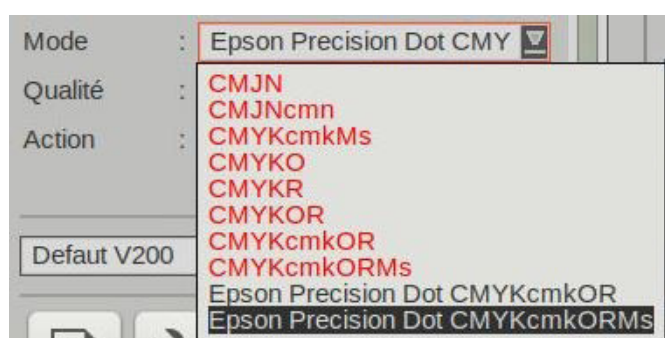 Mode : Epson Precision Dot CMY
Qualité :
CMJN
CMJNcmn
Action :
CMYKcmkMs
CMYKO
CMYKR
CMYKOR
CMYKcmkOR
Defaut V200
CMYKcmkORMs
Epson Precision Dot CMYKcmkOR
Epson Precision Dot CMYKcmkORMs